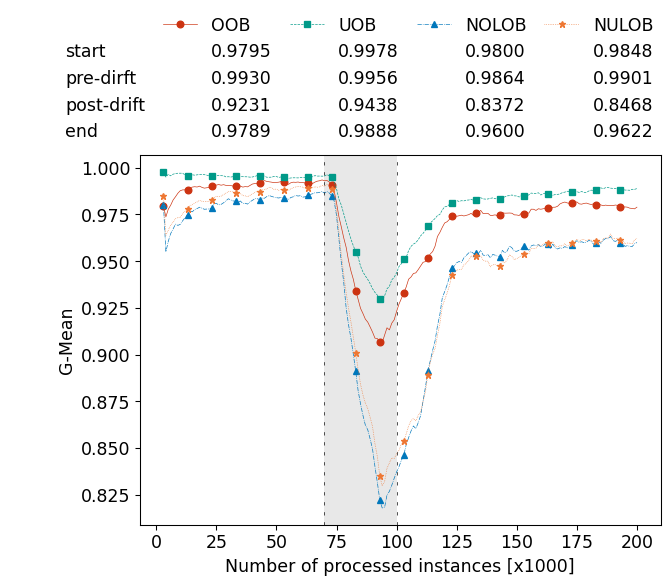 OOB UOB NOLOB NULOB
start 0.9795 0.9978 0.9800 0.9848
pre-dirft 0.9930 0.9956 0.9864 0.9901
post-drift 0.9231 0.9438 0.8372 0.8468
end 0.9789 0.9888 0.9600 0.9622
1.000
0.975
0.950
0.925
0.900
0.875
0.850
0.825
G-Mean
0 25 50 75 100 125 150 175 200
Number of processed instances [x1000]